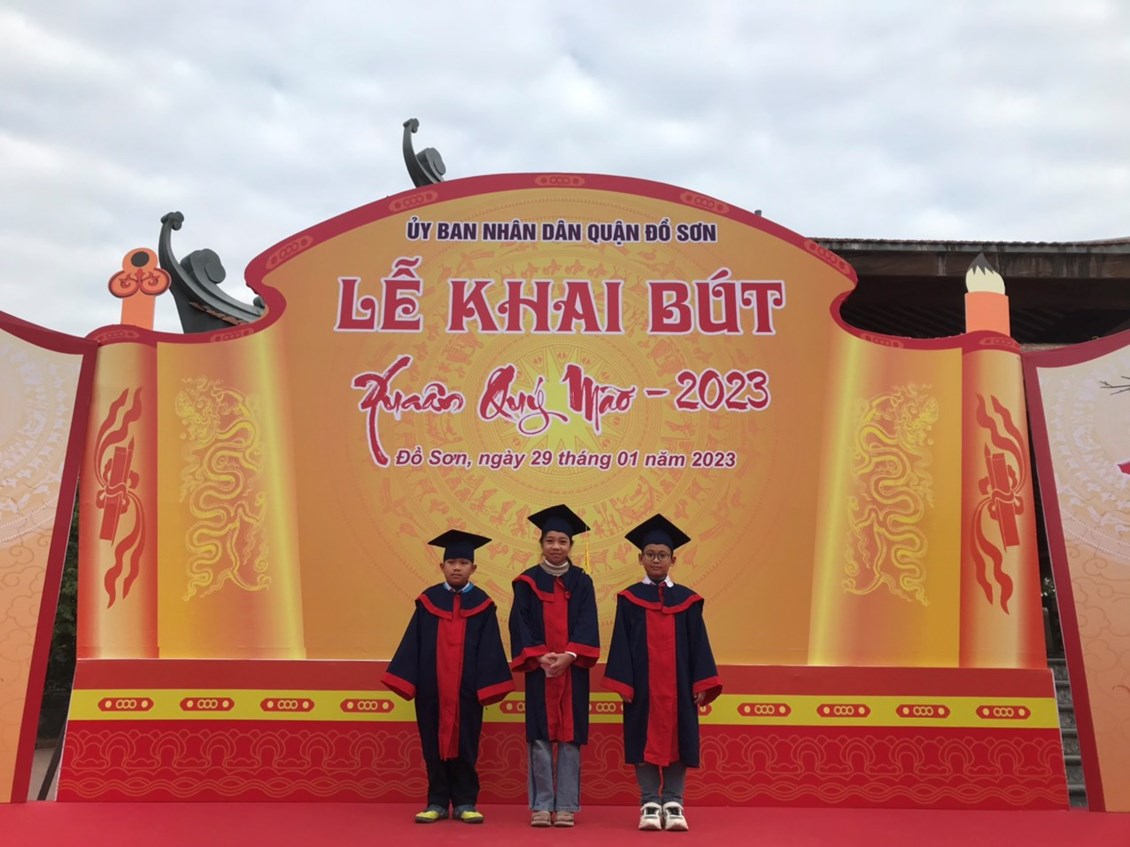 ỦY BAN NHÂN DÂN QUẬN ĐỒ SƠN
LỄ KHAI BÚT
Xuân Quý Mão - 2023
Đồ Sơn, ngày 29 tháng 01 năm 2023